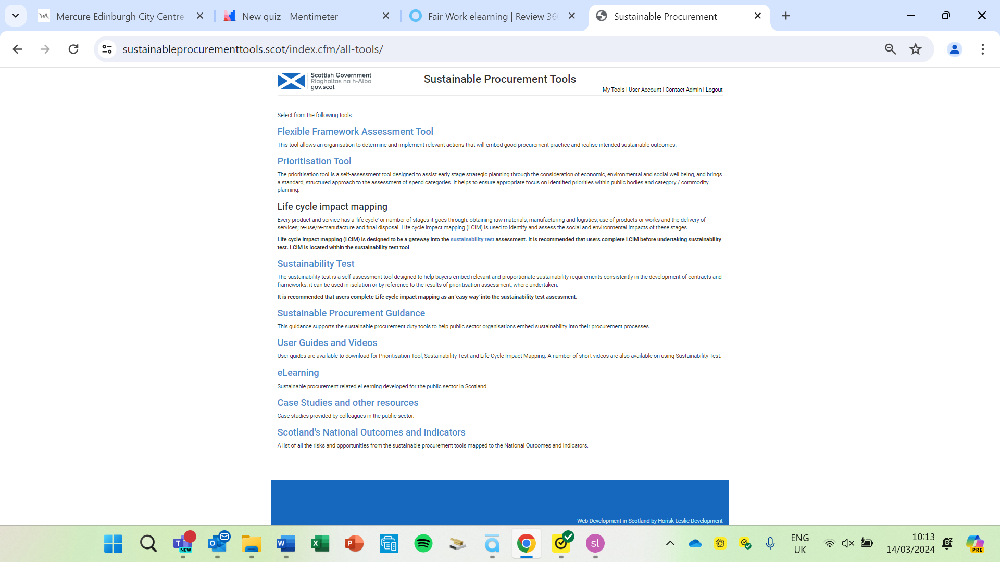 Mercure Edinburgh City Centre
New quiz - Mentimeter
Fair Work elearning | Review 36
Sustainable Procurement
sustainableprocurementtools.scot/index.cfm/all-tools/
Scottish Government
Riaghaltas na h-Alba
gov.scot
Sustainable Procurement Tools
My Tools | User Account | Contact Admin | Logout
Select from the following tools:
Flexible Framework Assessment Tool
This tool allows an organisation to determine and implement relevant actions that will embed good procurement practice and realise intended sustainable outcomes.
Prioritisation Tool
The prioritisation tool is a self-assessment tool designed to assist early stage strategic planning through the consideration of economic, environmental and social well being, and brings
a standard, structured approach to the assessment of spend categories. It helps to ensure appropriate focus on identified priorities within public bodies and category / commodity
planning.
Life cycle impact mapping
Every product and service has a 'life cycle' or number of stages it goes through: obtaining raw materials; manufacturing and logistics; use of products or works and the delivery of
services; re-use/re-manufacture and final disposal. Life cycle impact mapping (LCIM) is used to identify and assess the social and environmental impacts of these stages.
Life cycle impact mapping (LCIM) is designed to be a gateway into the sustainability test assessment. It is recommended that users complete LCIM before undertaking sustainability
test. LCIM is located within the sustainability test tool.
Sustainability Test
The sustainability test is a self-assessment tool designed to help buyers embed relevant and proportionate sustainability requirements consistently in the development of contracts and
frameworks. it can be used in isolation or by reference to the results of prioritisation assessment, where undertaken.
It is recommended that users complete Life cycle impact mapping as an 'easy way' into the sustainability test assessment.
Sustainable Procurement Guidance
This guidance supports the sustainable procurement duty tools to help public sector organisations embed sustainability into their procurement processes.
User Guides and Videos
User guides are available to download for Prioritisation Tool, Sustainability Test and Life Cycle Impact Mapping. A number of short videos are also available on using Sustainability Test.
eLearning
Sustainable procurement related eLearning developed for the public sector in Scotland.
Case Studies and other resources
Case studies provided by colleagues in the public sector.
Scotland's National Outcomes and Indicators
A list of all the risks and opportunities from the sustainable procurement tools mapped to the National Outcomes and Indicators.
Web Development in Scotland by Horisk Leslie Development
T
NEW
O
W
X
P
sl
ENG
UK
10:13
14/03/2024
PRE